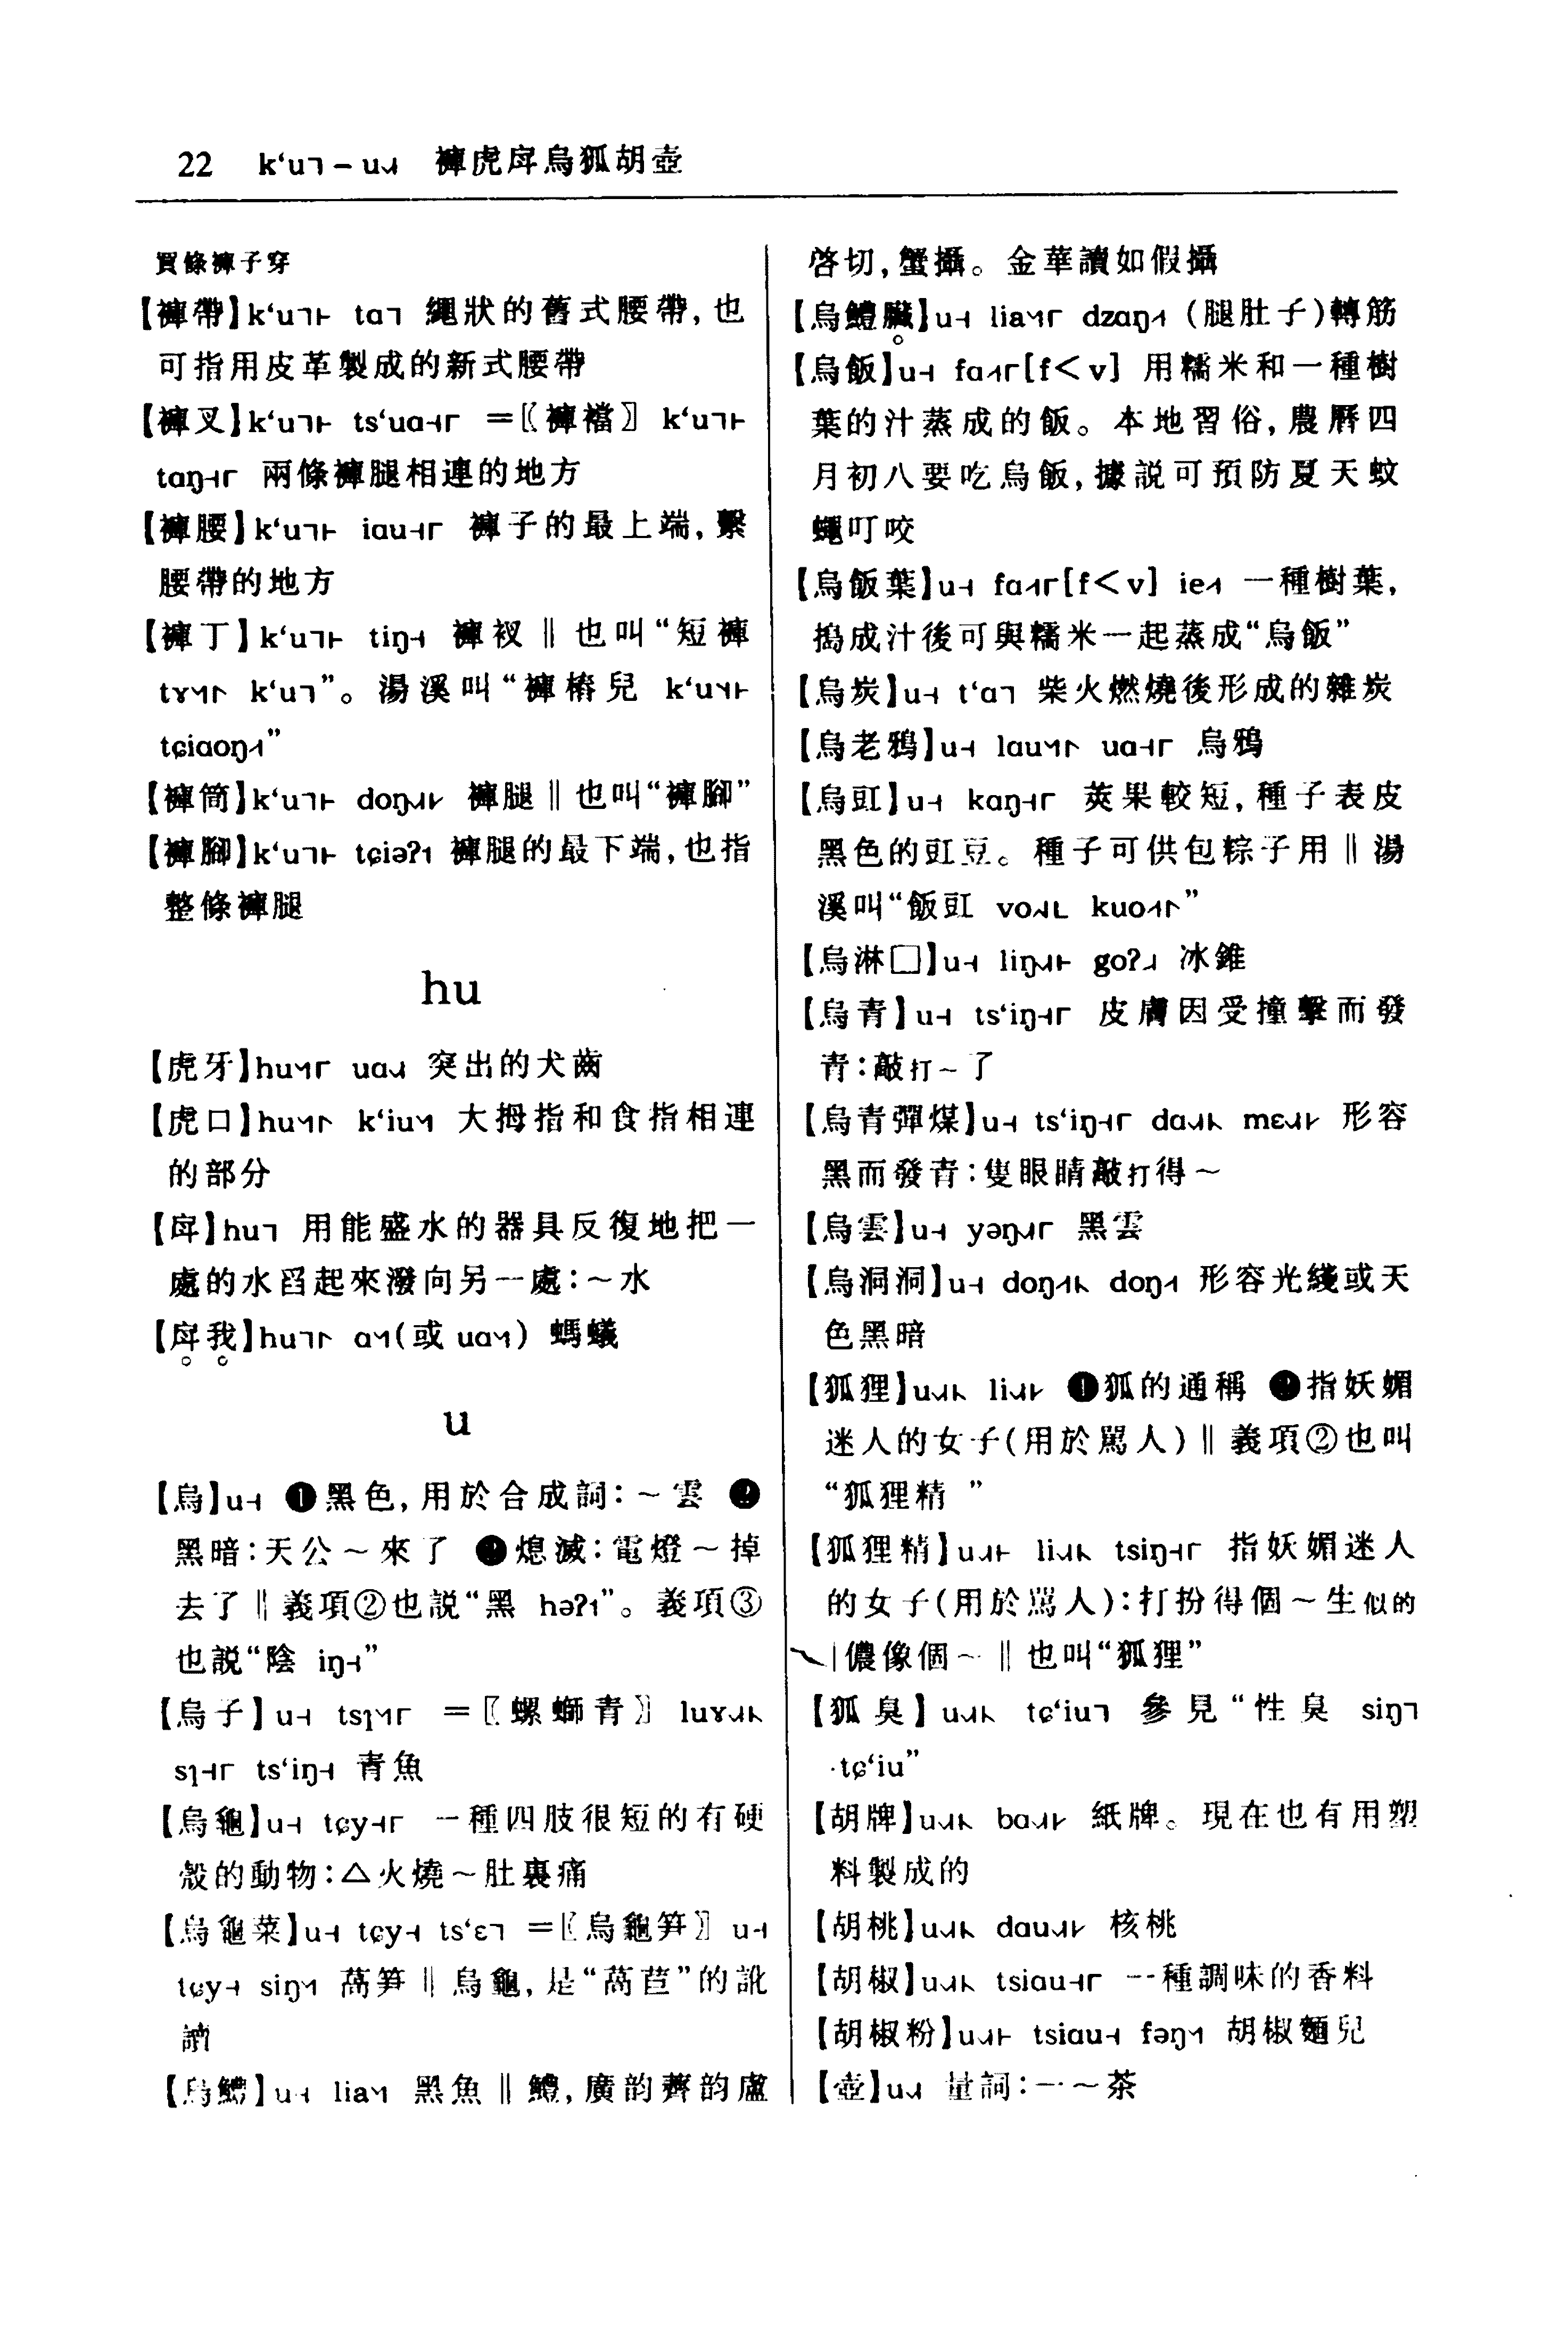 22 k‘u˥ – u˧˩˧ 褲虎戽烏狐胡壺
買條褲子穿
【褲帶】k‘u˥꜔ tɑ˥ 繩狀的舊式腰帶,也
可指用皮革製成的新式腰帶
【褲叉】k‘u˥꜔ ts‘uɑ˧˧˦꜒ =〖褲襠〗 k‘u˥꜔
tɑŋ˧˧˦꜒ 兩條褲腿相連的地方
【褲腰】k‘u˥꜔ iɑu˧˧˦꜒ 褲子的最上端,繫
腰帶的地方
【褲丁】k‘u˥꜔ tiŋ˧˧˦ 褲衩‖也叫“短褲
tɤ˥˧˥꜒꜔ k‘u˥”。湯溪叫“褲樁兒 k‘u˥˧꜔
tɕiɑoŋ˨˦”
【褲筒】k‘u˥꜔ doŋ˧˩˧꜖꜓ 褲腿‖也叫“褲腳”
【褲腳】k‘u˥꜔ tɕiəʔ˦ 褲腿的最下端,也指
整條褲腿
hu
【虎牙】hu˥˧˥꜒ uɑ˧˩˧ 突出的犬齒
【虎口】hu˥˧˥꜒꜔ k‘iu˥˧˥ 大拇指和食指相連
的部分
【戽】hu˥ 用能盛水的器具反復地把一
處的水舀起來潑向另一處:～水
【戽我】hu˥꜒꜔ ɑ˥˧˥(或 uɑ˥˧˥) 螞蟻
u
【烏】u˧˧˦ ❶黑色,用於合成詞:～雲 ❷
黑暗:天公～來了 ❸熄滅:電燈～掉
去了‖義項②也説“黑 həʔ˦”。義項③
也説“陰 iŋ˧˧˦”
【烏子】u˧˧˦ tsɿ˥˧˥꜒ =〖螺螄青〗 luɤ˧˩˧꜔꜖
sɿ˧˧˦꜒ ts‘iŋ˧˧˦ 青魚
【烏龜】u˧˧˦ tɕy˧˧˦꜒ 一種四肢很短的有硬
殼的動物:△火燒～肚裏痛
【烏龜菜】u˧˧˦ tɕy˧˧˦ ts‘ɛ˥ =〖烏龜笋〗 u˧˧˦
tɕy˧˧˦ siŋ˥˧˥ 萵笋‖烏龜,是“萵苣”的訛
讀
【烏鱧】u˧˧˦ liɑ˥˧˥ 黑魚‖鱧,廣韵薺韵盧
啓切,蟹攝。金華讀如假攝
【烏鱧臟】u˧˧˦ liɑ˥˧˥꜒ dzɑŋ˩˦ (腿肚子)轉筋
【烏飯】u˧˧˦ fɑ˩˦꜒[f＜v] 用糯米和一種樹
葉的汁蒸成的飯。本地習俗,農曆四
月初八要吃烏飯,據説可預防夏天蚊
蠅叮咬
【烏飯葉】u˧˧˦ fɑ˩˦꜒[f＜v] ie˩˦ 一種樹葉,
搗成汁後可與糯米一起蒸成“烏飯”
【烏炭】u˧˧˦ t‘ɑ˥ 柴火燃燒後形成的雜炭
【烏老鴉】u˧˧˦ lɑu˥˧˥꜒꜔ uɑ˧˧˦꜒ 烏鴉
【烏豇】u˧˧˦ kɑŋ˧˧˦꜒ 莢果較短,種子表皮
黑色的豇豆。種子可供包粽子用‖湯
溪叫“飯豇 vo˧˦˩꜖ kuo˨˦꜒꜔”
【烏淋□】u˧˧˦ liŋ˧˩˧꜔ goʔ˨˩˨ 冰錐
【烏青】u˧˧˦ ts‘iŋ˧˧˦꜒ 皮膚因受撞擊而發
青:敲打～了
【烏青彈煤】u˧˧˦ ts‘iŋ˧˧˦꜒ dɑ˧˩˧꜔꜖ mɛ˧˩˧꜖꜓ 形容
黑而發青:隻眼睛敲打得～
【烏雲】u˧˧˦ yəŋ˧˩˧꜒ 黑雲
【烏洞洞】u˧˧˦ doŋ˩˦꜔꜖ doŋ˩˦ 形容光綫或天
色黑暗
【狐狸】u˧˩˧꜔꜖ li˧˩˧꜖꜓ ❶狐的通稱 ❷指妖媚
迷人的女子(用於駡人)‖義項②也叫
“狐狸精 ”
【狐狸精】u˧˩˧꜔ li˧˩˧꜔꜖ tsiŋ˧˧˦꜒ 指妖媚迷人
的女子(用於駡人):打扮得個～生似的
|儂像個～‖也叫“狐狸”
【狐臭】u˧˩˧꜔꜖ tɕ‘iu˥ 參見“性臭 siŋ˥
·tɕ‘iu”
【胡牌】u˧˩˧꜔꜖ bɑ˧˩˧꜖꜓ 紙牌。現在也有用塑
料製成的
【胡桃】u˧˩˧꜔꜖ dɑu˧˩˧꜖꜓ 核桃
【胡椒】u˧˩˧꜔꜖ tsiɑu˧˧˦꜒ 一種調味的香料
【胡椒粉】u˧˩˧꜔ tsiɑu˧˧˦ fəŋ˥˧˥ 胡椒麵兒
【壺】u˧˩˧ 量詞:一～茶